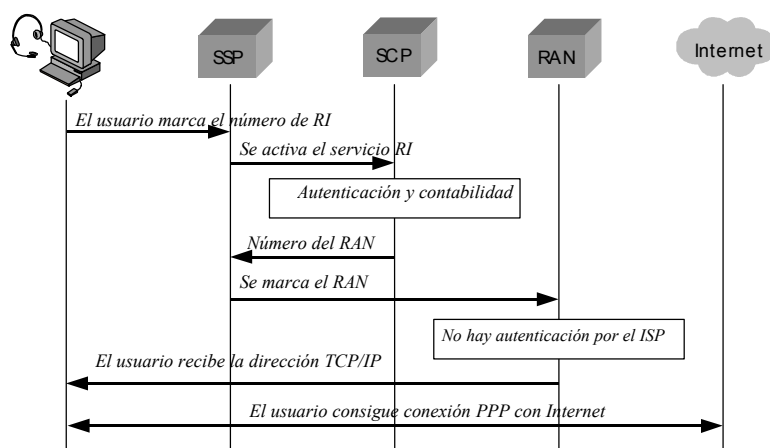 SSP
SCP
RAN
Internet
El usuario marca el número de RI
Se activa el servicio RI
Autenticación y contabilidad
Número del RAN
Se marca el RAN
No hay autenticación por el ISP
El usuario recibe la dirección TCP/IP
El usuario consigue conexión PPP con Internet